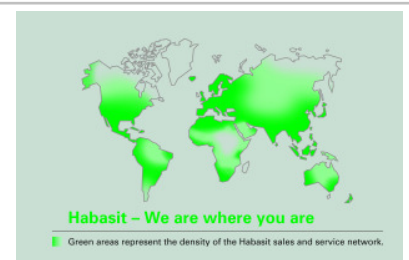 Habasit – We are where you are
Green areas represent the density of the Habasit sales and service network.